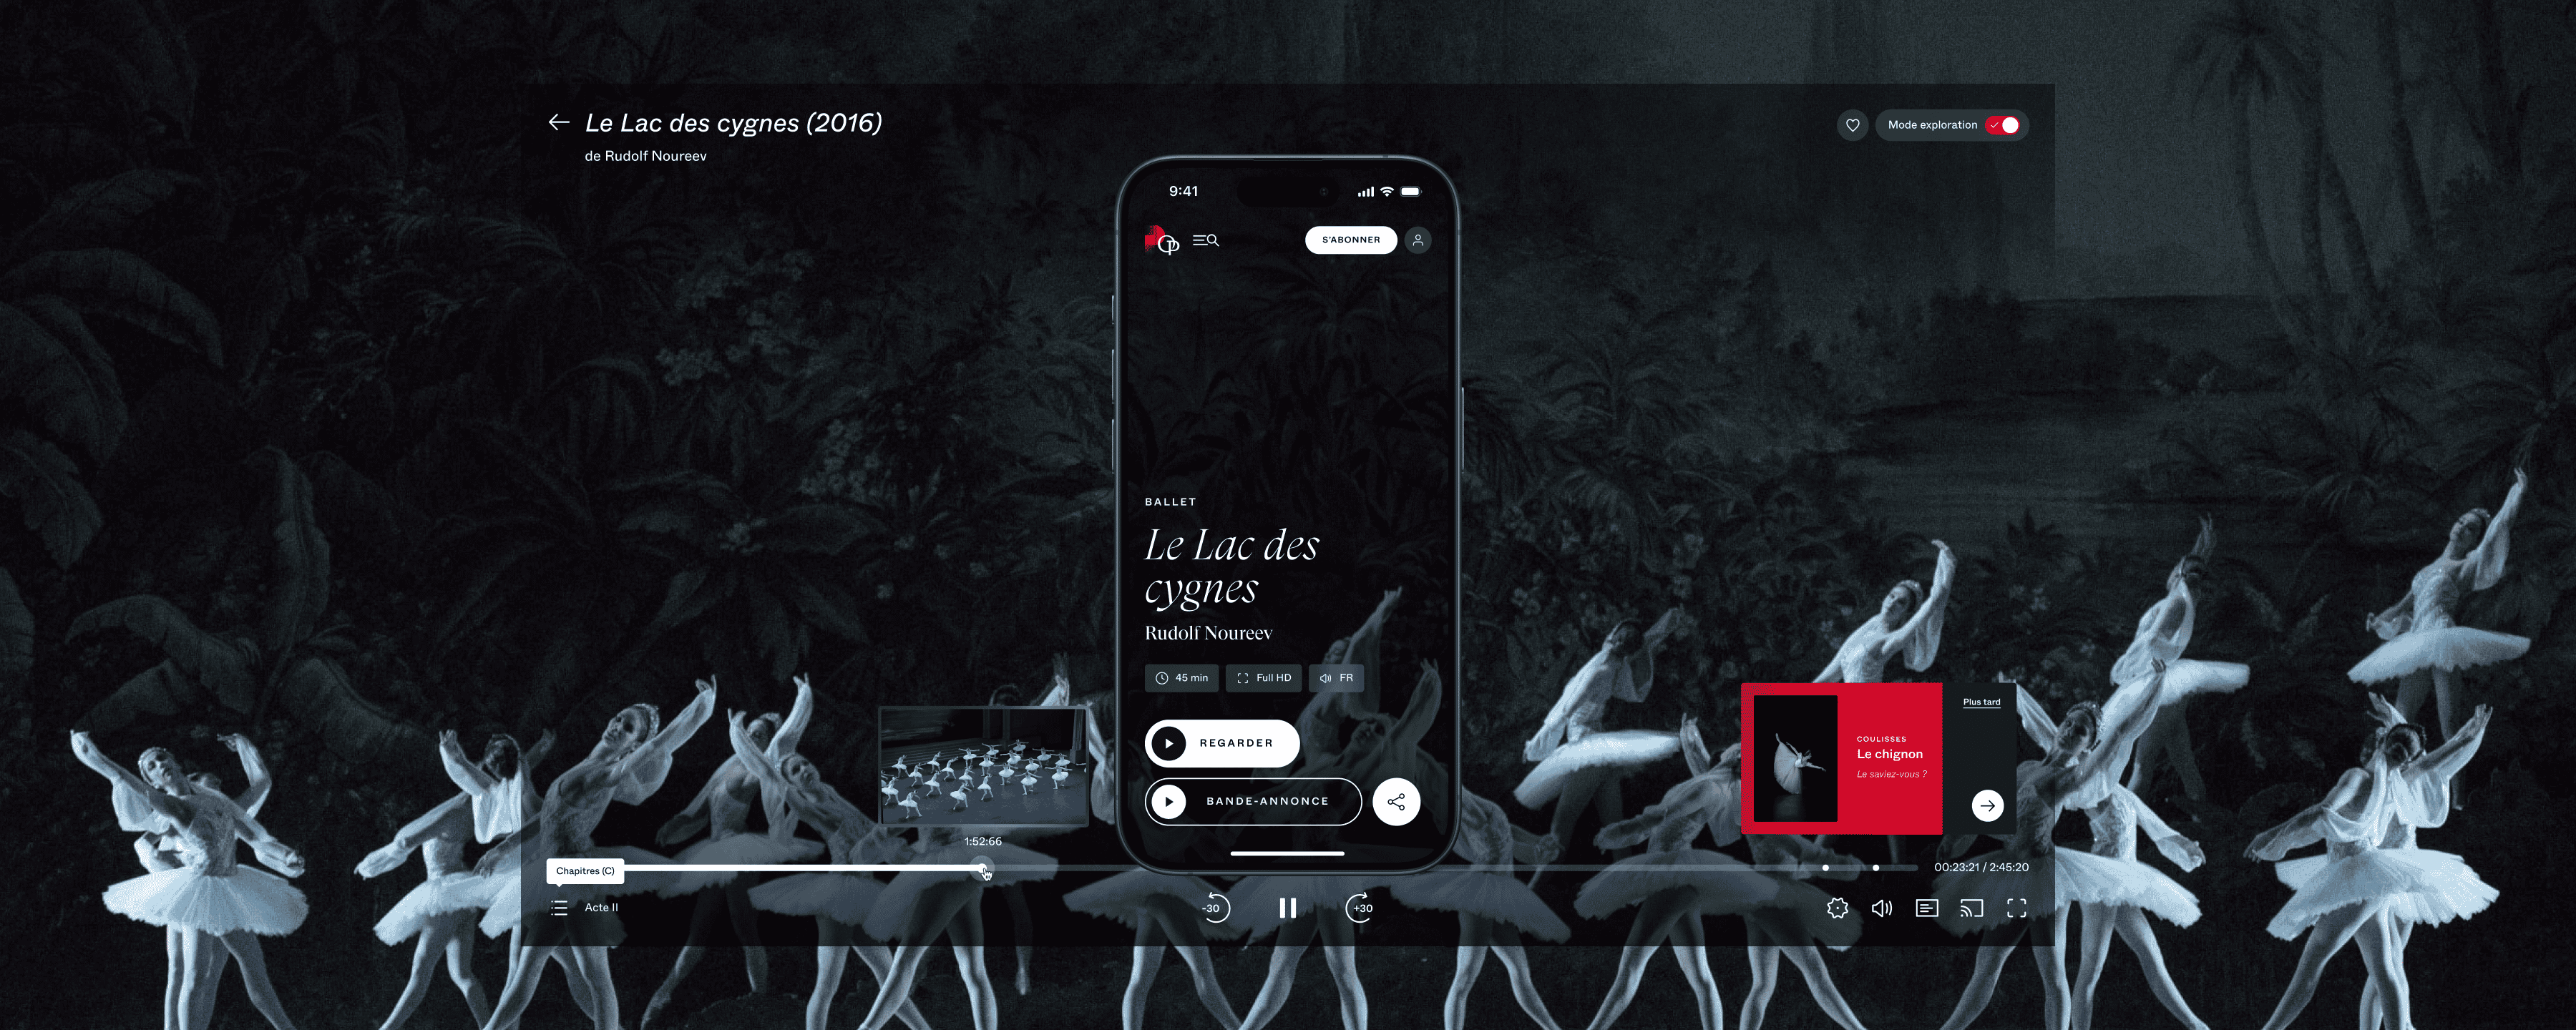 Le Lac des cygnes (2016)
de Rudolf Noureev
Mode exploration
9:41
Op
S'ABONNER
BALLET
Le Lac des
cygnes
Rudolf Noureev
45 min
Full HD
FR
REGARDER
BANDE-ANNONCE
Plus tard
COULISSES
Le chignon
Le saviez-vous ?
1:52:66
Chapitres (C)
00:23:21 / 2:45:20
Acte II
-30
+30